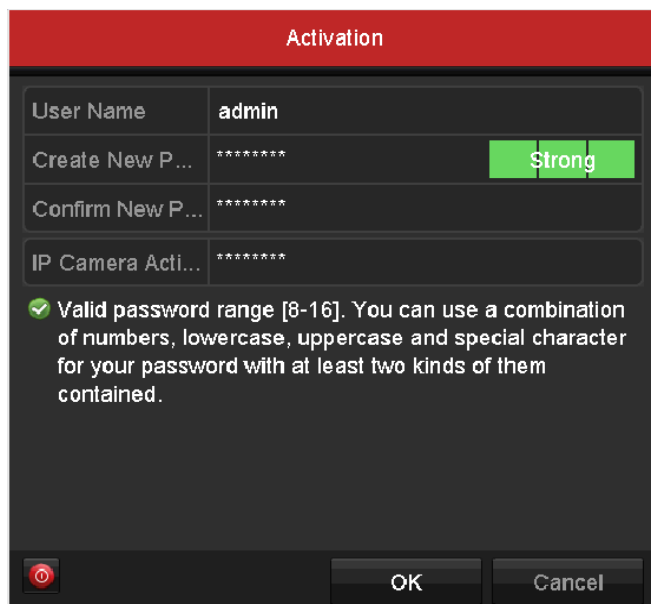 Activation
User Name admin
Create New P... ******** Strong
Confirm New P... ********
IP Camera Acti... ********
Valid password range [8-16]. You can use a combination
of numbers, lowercase, uppercase and special character
for your password with at least two kinds of them
contained.
OK Cancel